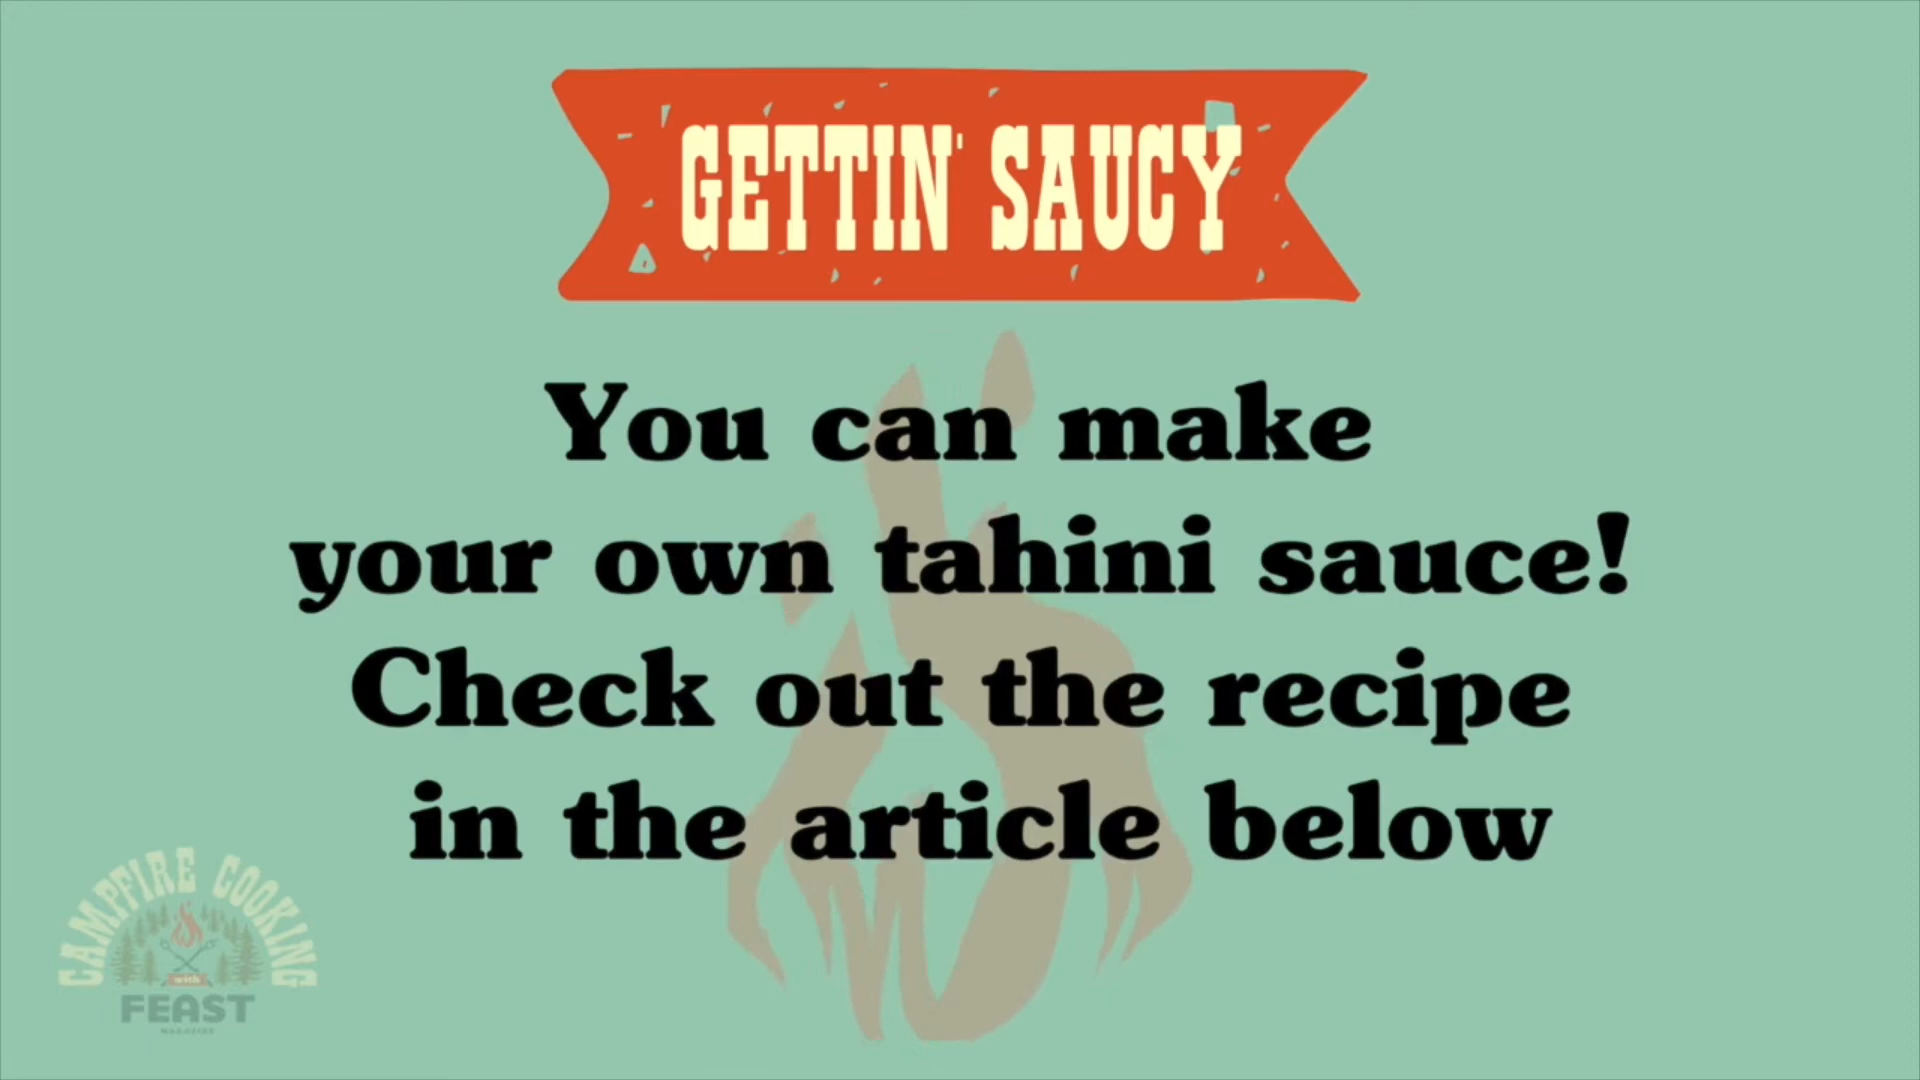 GETTIN' SAUCY
You can make
your own tahini sauce!
Check out the recipe
in the article below
CAMPFIRE COOKING
with
FEAST
MAGAZINE